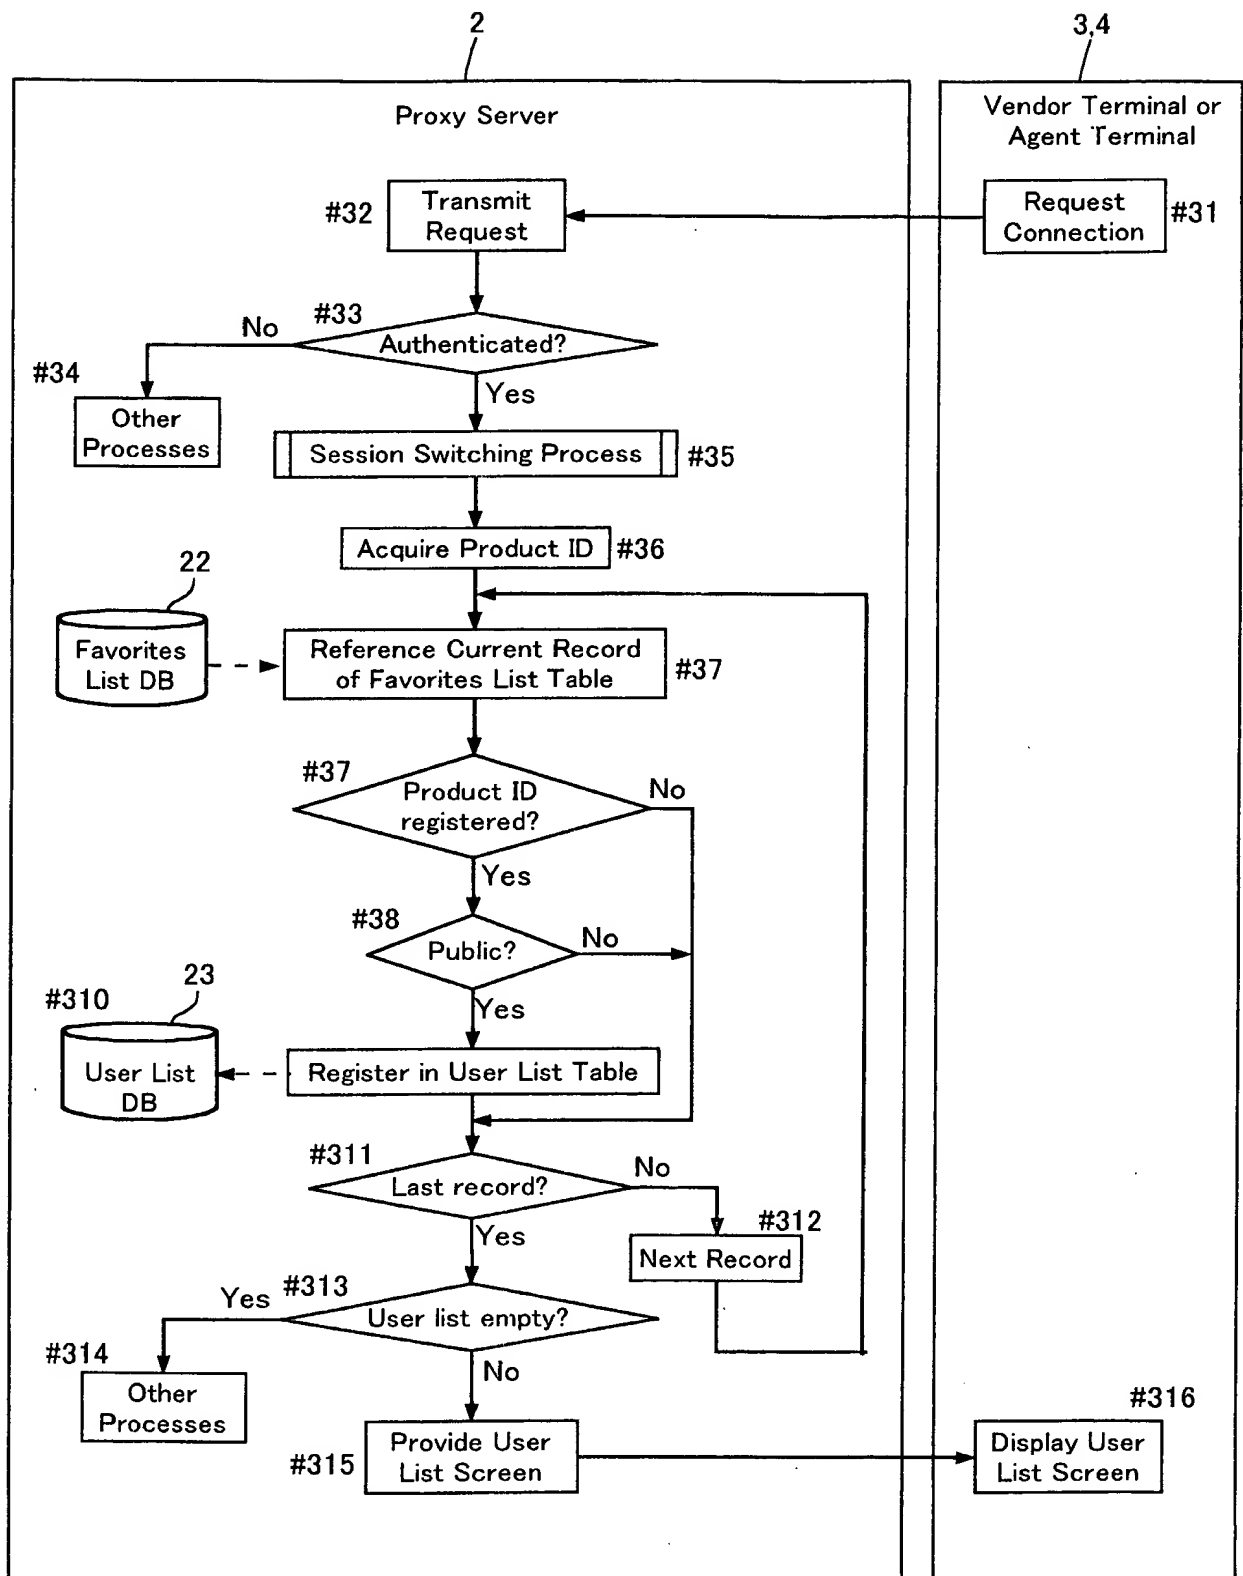 2
3,4
Proxy Server
Vendor Terminal or
Agent Terminal
#32
Transmit
Request
Request
Connection
#31
#33
No
Authenticated?
Yes
#34
Other
Processes
Session Switching Process
#35
Acquire Product ID
#36
22
Favorites
List DB
Reference Current Record
of Favorites List Table
#37
#37
Product ID
registered?
No
Yes
#38
Public?
No
Yes
#310
23
User List
DB
Register in User List Table
#311
Last record?
No
Yes
#312
Next Record
#313
Yes
User list empty?
No
#314
Other
Processes
#315
Provide User
List Screen
#316
Display User
List Screen